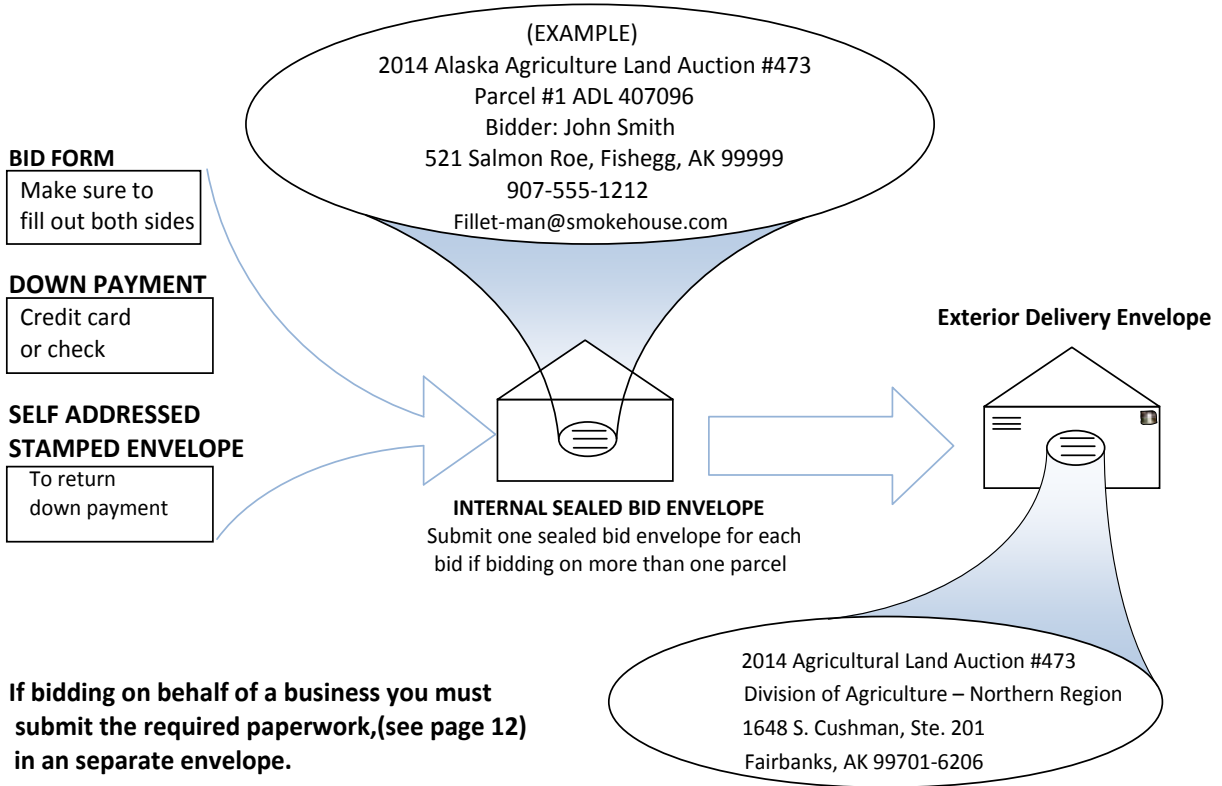 (EXAMPLE)
2014 Alaska Agriculture Land Auction #473
Parcel #1 ADL 407096
Bidder: John Smith
521 Salmon Roe, Fishegg, AK 99999
907-555-1212
Fillet-man@smokehouse.com
BID FORM
Make sure to
fill out both sides
DOWN PAYMENT
Credit card
or check
SELF ADDRESSED
STAMPED ENVELOPE
To return
down payment
INTERNAL SEALED BID ENVELOPE
Submit one sealed bid envelope for each
bid if bidding on more than one parcel
Exterior Delivery Envelope
2014 Agricultural Land Auction #473
Division of Agriculture – Northern Region
1648 S. Cushman, Ste. 201
Fairbanks, AK 99701-6206
If bidding on behalf of a business you must
submit the required paperwork,(see page 12)
in an separate envelope.